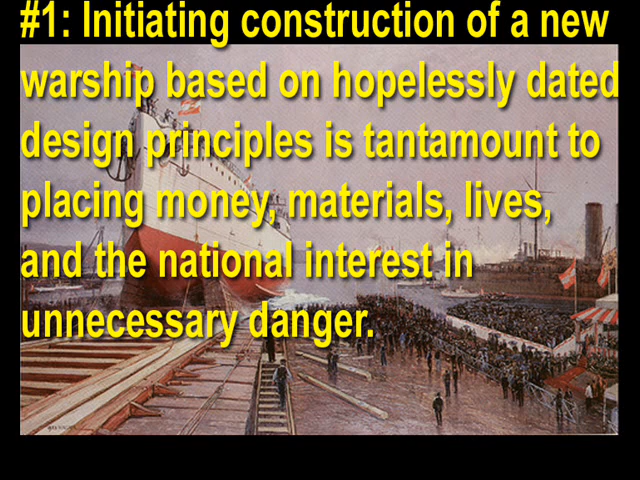 #1: Initiating construction of a new
warship based on hopelessly dated
design principles is tantamount to
placing money, materials, lives,
and the national interest in
unnecessary danger.